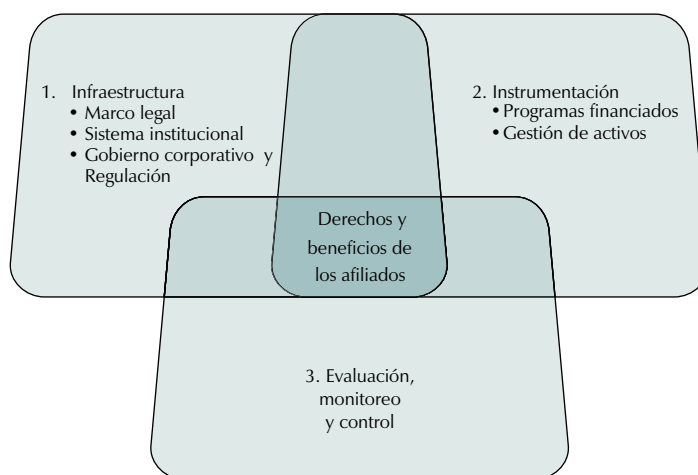 1. Infraestructura
• Marco legal
• Sistema institucional
• Gobierno corporativo y
Regulación
2. Instrumentación
• Programas financiados
• Gestión de activos
Derechos y
beneficios de
los afiliados
3. Evaluación,
monitoreo
y control